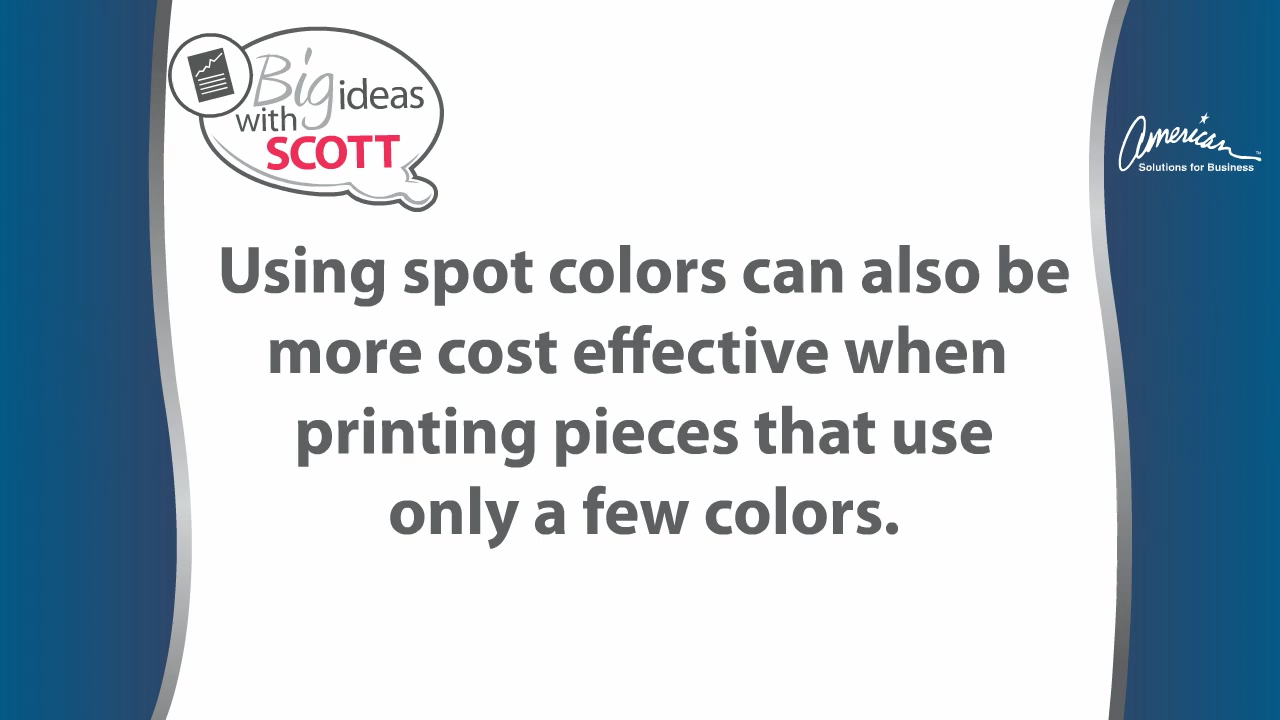 Big ideas
with
SCOTT
American™
Solutions for Business
Using spot colors can also be
more cost effective when
printing pieces that use
only a few colors.